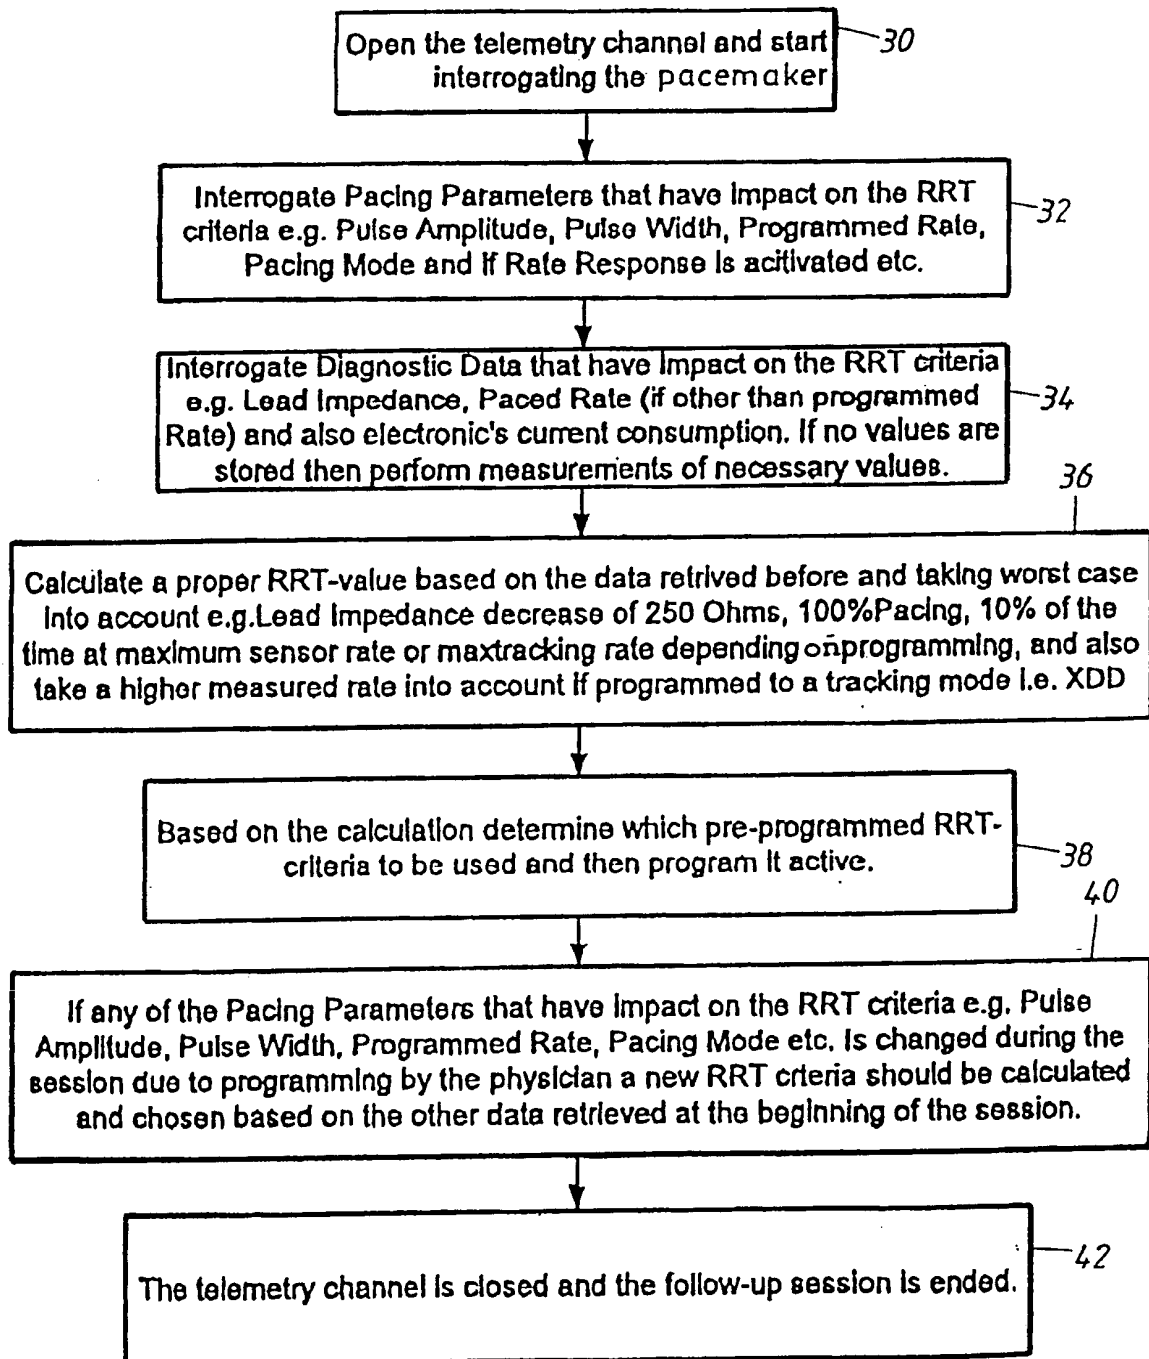 Open the telemetry channel and start
interrogating the pacemaker
30
Interrogate Pacing Parameters that have impact on the RRT
criteria e.g. Pulse Amplitude, Pulse Width, Programmed Rate,
Pacing Mode and if Rate Response is acitivated etc.
32
Interrogate Diagnostic Data that have impact on the RRT criteria
e.g. Lead Impedance, Paced Rate (if other than programmed
Rate) and also electronic's current consumption. If no values are
stored then perform measurements of necessary values.
34
36
Calculate a proper RRT-value based on the data retrived before and taking worst case
into account e.g.Lead Impedance decrease of 250 Ohms, 100%Pacing, 10% of the
time at maximum sensor rate or maxtracking rate depending on programming, and also
take a higher measured rate into account if programmed to a tracking mode i.e. XDD
Based on the calculation determine which pre-programmed RRT-
criteria to be used and then program it active.
38
40
If any of the Pacing Parameters that have impact on the RRT criteria e.g. Pulse
Amplitude, Pulse Width, Programmed Rate, Pacing Mode etc. is changed during the
session due to programming by the physician a new RRT crteria should be calculated
and chosen based on the other data retrieved at the beginning of the session.
The telemetry channel is closed and the follow-up session is ended.
42